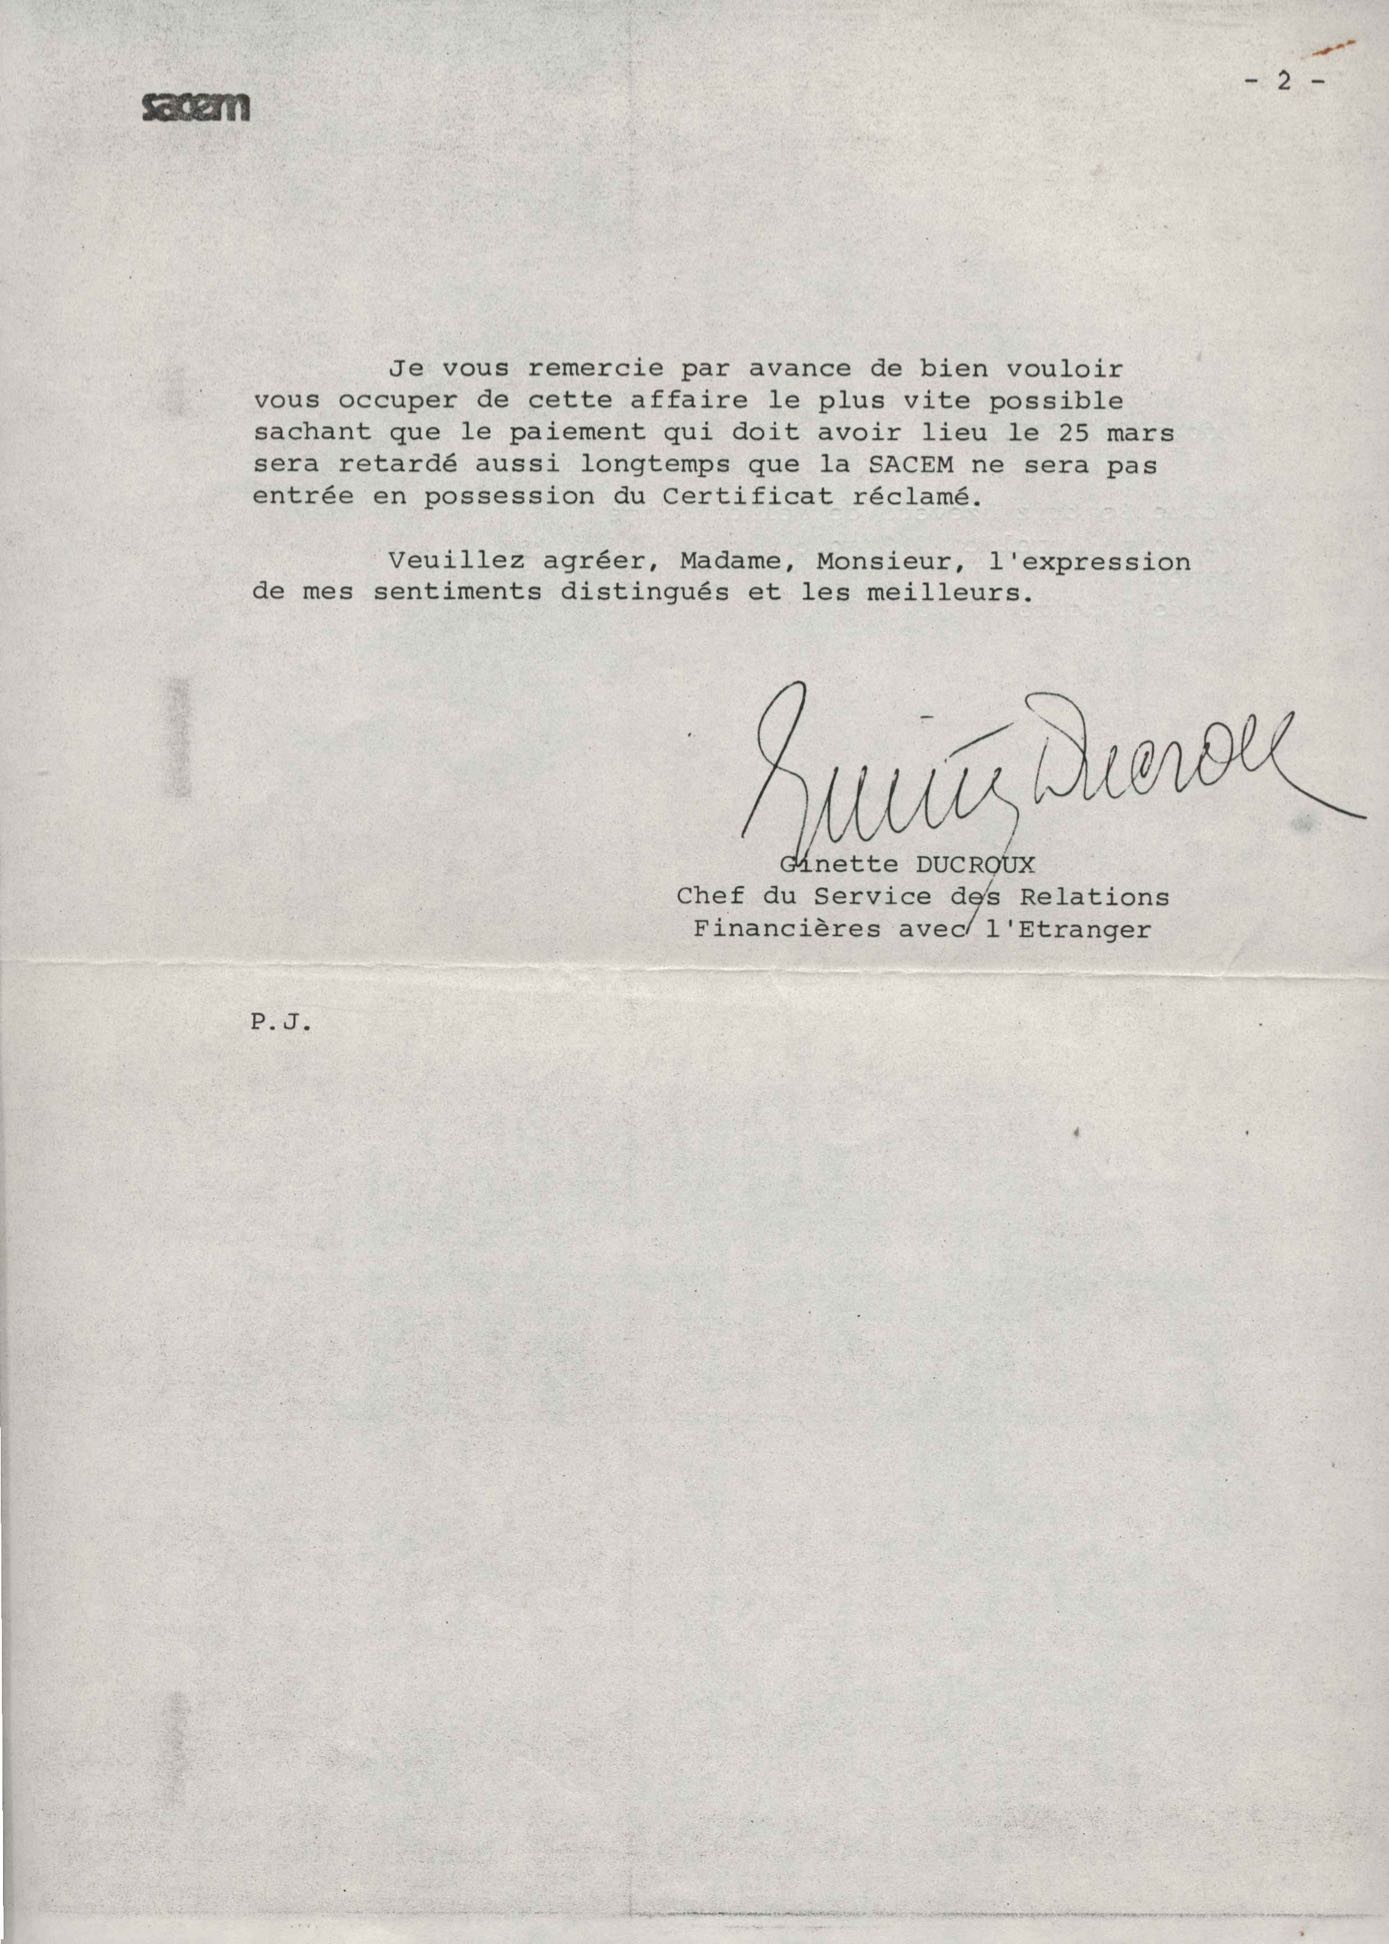 - 2 -
sacem
Je vous remercie par avance de bien vouloir
vous occuper de cette affaire le plus vite possible
sachant que le paiement qui doit avoir lieu le 25 mars
sera retardé aussi longtemps que la SACEM ne sera pas
entrée en possession du Certificat réclamé.
Veuillez agréer, Madame, Monsieur, l'expression
de mes sentiments distingués et les meilleurs.
Ginette Ducroux
Ginette DUCROUX
Chef du Service des Relations
Financières avec l'Etranger
P.J.